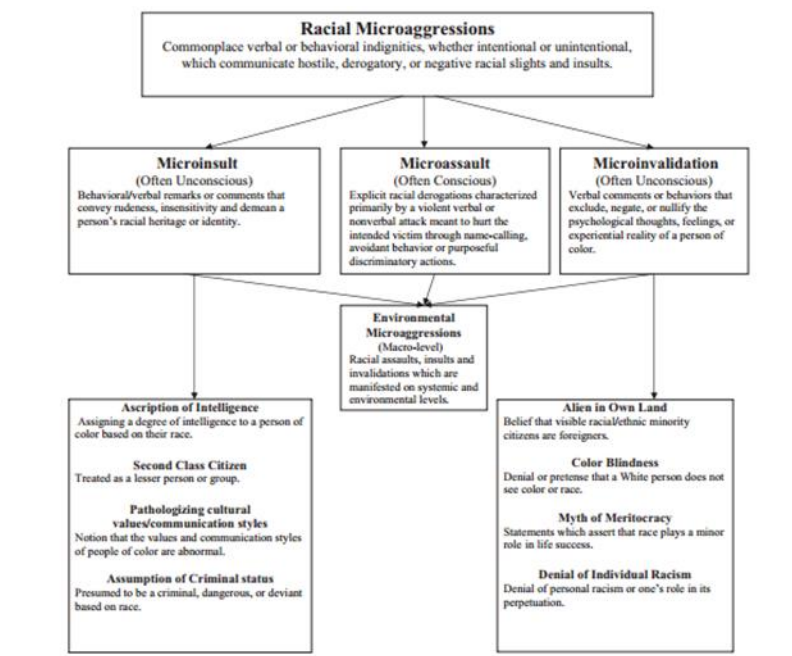 Racial Microaggressions
Commonplace verbal or behavioral indignities, whether intentional or unintentional,
which communicate hostile, derogatory, or negative racial slights and insults.
Microinsult
(Often Unconscious)
Behavioral/verbal remarks or comments that
convey rudeness, insensitivity and demean a
person's racial heritage or identity.
Microassault
(Often Conscious)
Explicit racial derogations characterized
primarily by a violent verbal or
nonverbal attack meant to hurt the
intended victim through name-calling,
avoidant behavior or purposeful
discriminatory actions.
Microinvalidation
(Often Unconscious)
Verbal comments or behaviors that
exclude, negate, or nullify the
psychological thoughts, feelings, or
experiential reality of a person of
color.
Environmental
Microaggressions
(Macro-level)
Racial assaults, insults and
invalidations which are
manifested on systemic and
environmental levels.
Ascription of Intelligence
Assigning a degree of intelligence to a person of
color based on their race.
Second Class Citizen
Treated as a lesser person or group.
Pathologizing cultural
values/communication styles
Notion that the values and communication styles
of people of color are abnormal.
Assumption of Criminal status
Presumed to be a criminal, dangerous, or deviant
based on race.
Alien in Own Land
Belief that visible racial/ethnic minority
citizens are foreigners.
Color Blindness
Denial or pretense that a White person does not
see color or race.
Myth of Meritocracy
Statements which assert that race plays a minor
role in life success.
Denial of Individual Racism
Denial of personal racism or one's role in its
perpetuation.